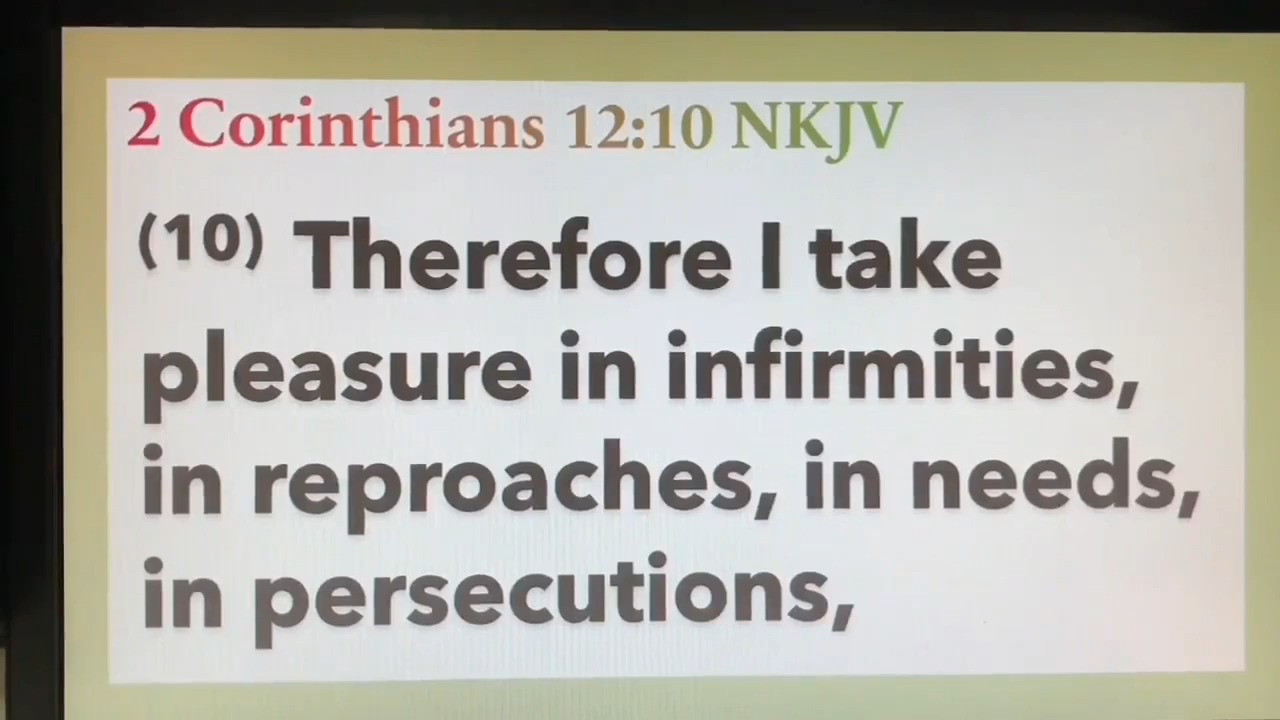 2 Corinthians 12:10 NKJV
(10) Therefore I take
pleasure in infirmities,
in reproaches, in needs,
in persecutions,